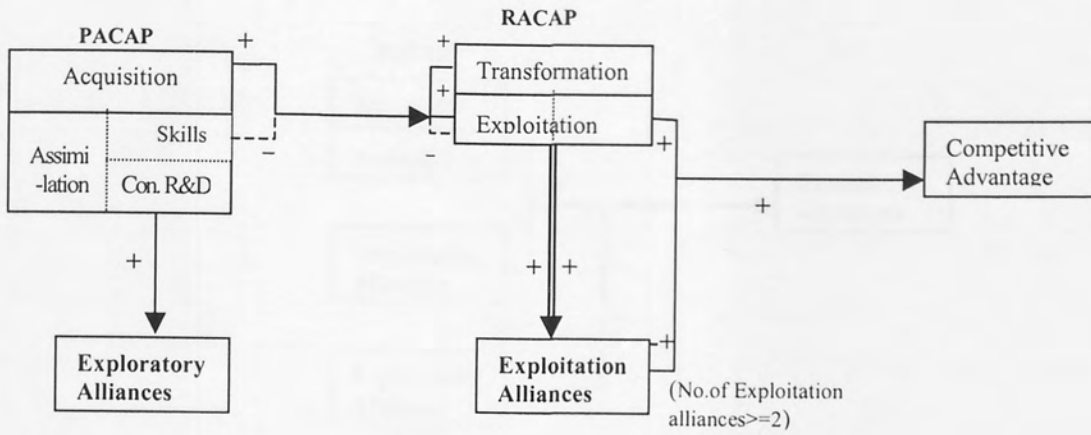 PACAP
RACAP
+
+
Acquisition
Transformation
+
Skills
Exploitation
-
-
+
Assimi
-lation
Con. R&D
Competitive
Advantage
+
+
+
+
Exploratory
Alliances
Exploitation
Alliances
-+
(No.of Exploitation
alliances>=2)